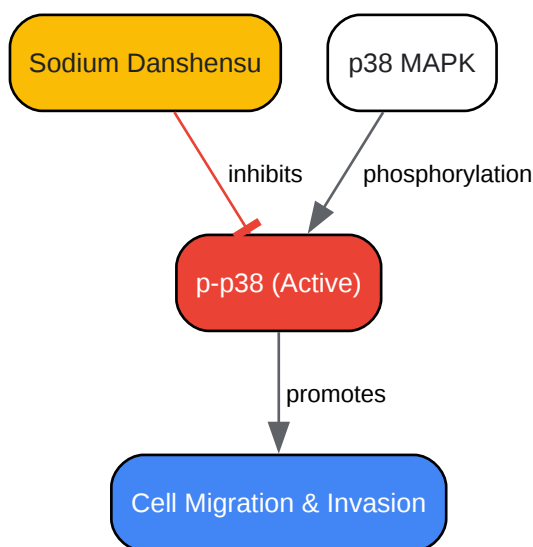 Sodium Danshensu
p38 MAPK
inhibits
phosphorylation
p-p38 (Active)
promotes
Cell Migration & Invasion